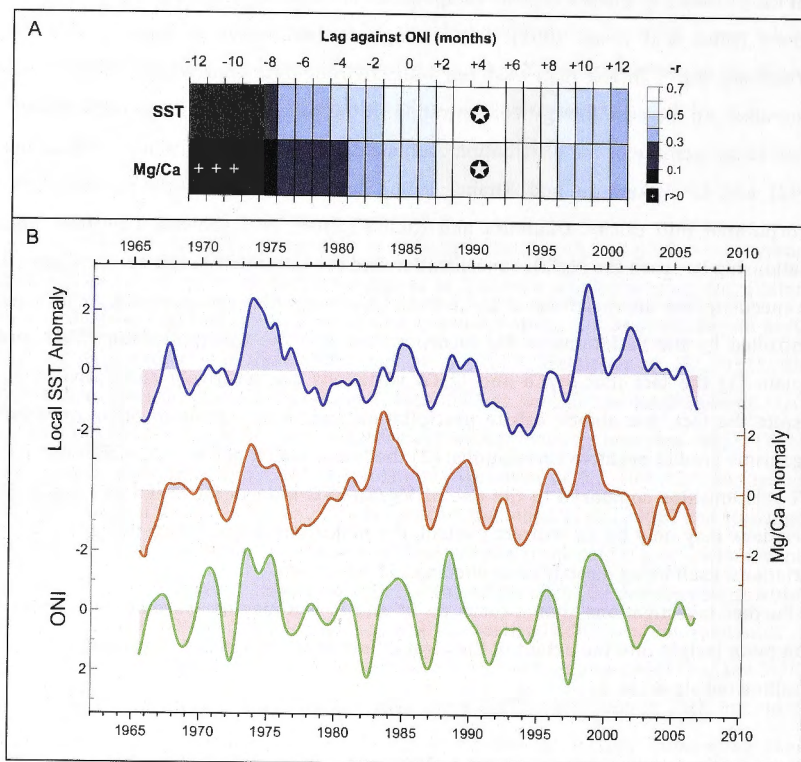 A
Lag against ONI (months)
-12 -10 -8 -6 -4 -2 0 +2 +4 +6 +8 +10 +12 -r
SST
0.7
0.5
0.3
0.1
Mg/Ca
+ + +
+ r>0
B
1965 1970 1975 1980 1985 1990 1995 2000 2005 2010
Local SST Anomaly
2
0
-2
Mg/Ca Anomaly
2
0
-2
ONI
-2
0
2
1965 1970 1975 1980 1985 1990 1995 2000 2005 2010